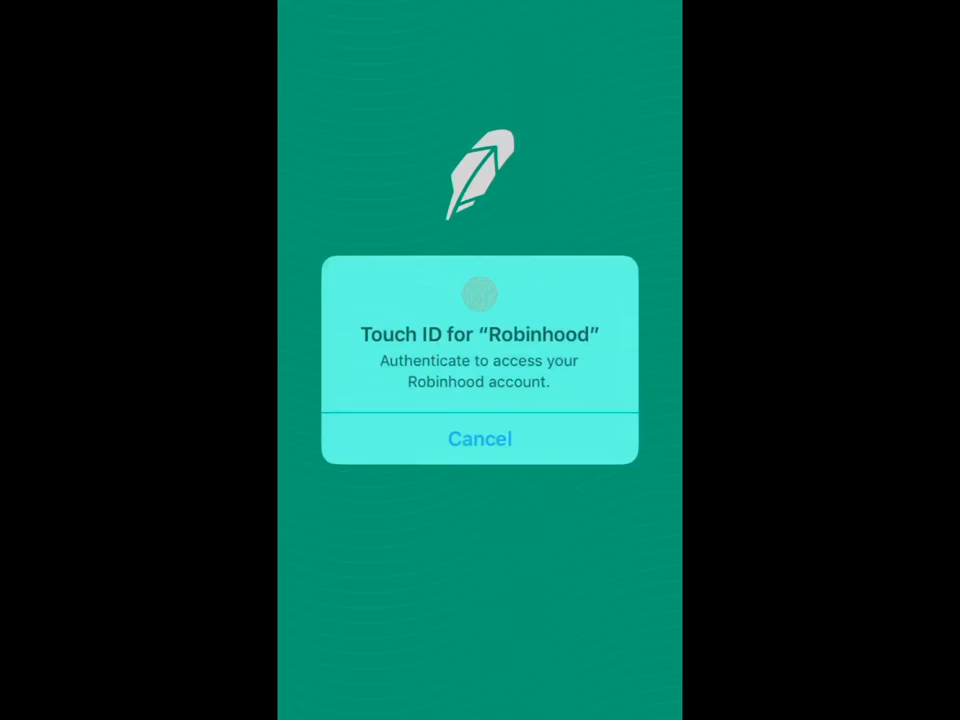 Touch ID for “Robinhood”
Authenticate to access your
Robinhood account.
Cancel